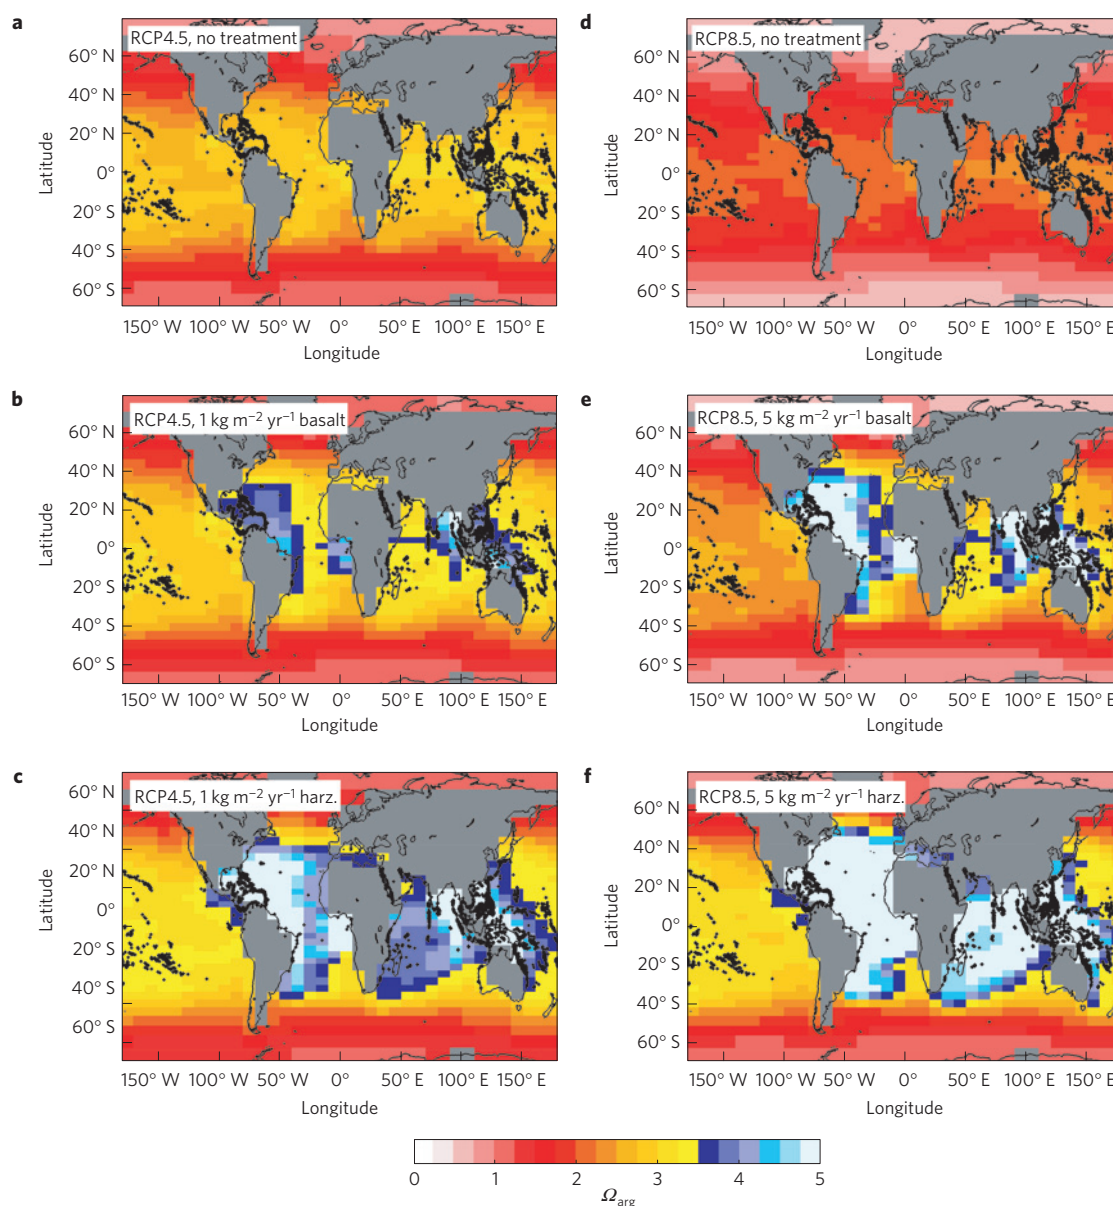 a
RCP4.5, no treatment
60° N
40° N
20° N
0°
20° S
40° S
60° S
Latitude
150° W 100° W 50° W 0° 50° E 100° E 150° E
Longitude
d
RCP8.5, no treatment
60° N
40° N
20° N
0°
20° S
40° S
60° S
Latitude
150° W 100° W 50° W 0° 50° E 100° E 150° E
Longitude
b
RCP4.5, 1 kg m⁻² yr⁻¹ basalt
60° N
40° N
20° N
0°
20° S
40° S
60° S
Latitude
150° W 100° W 50° W 0° 50° E 100° E 150° E
Longitude
e
RCP8.5, 5 kg m⁻² yr⁻¹ basalt
60° N
40° N
20° N
0°
20° S
40° S
60° S
Latitude
150° W 100° W 50° W 0° 50° E 100° E 150° E
Longitude
c
RCP4.5, 1 kg m⁻² yr⁻¹ harz.
60° N
40° N
20° N
0°
20° S
40° S
60° S
Latitude
150° W 100° W 50° W 0° 50° E 100° E 150° E
Longitude
f
RCP8.5, 5 kg m⁻² yr⁻¹ harz.
60° N
40° N
20° N
0°
20° S
40° S
60° S
Latitude
150° W 100° W 50° W 0° 50° E 100° E 150° E
Longitude
0 1 2 3 4 5
Ωarg